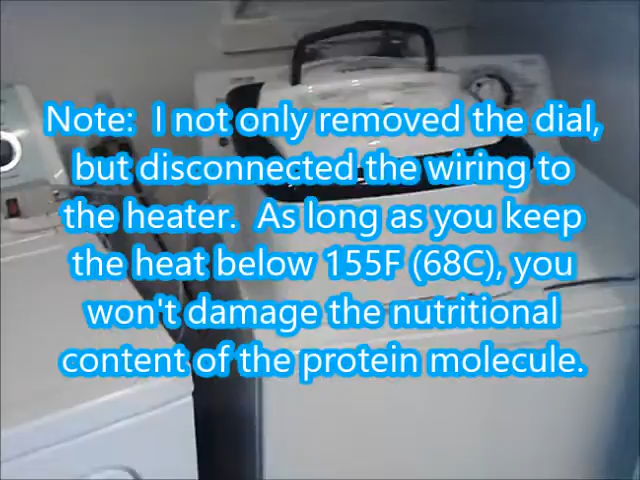 Note: I not only removed the dial,
but disconnected the wiring to
the heater. As long as you keep
the heat below 155F (68C), you
won't damage the nutritional
content of the protein molecule.